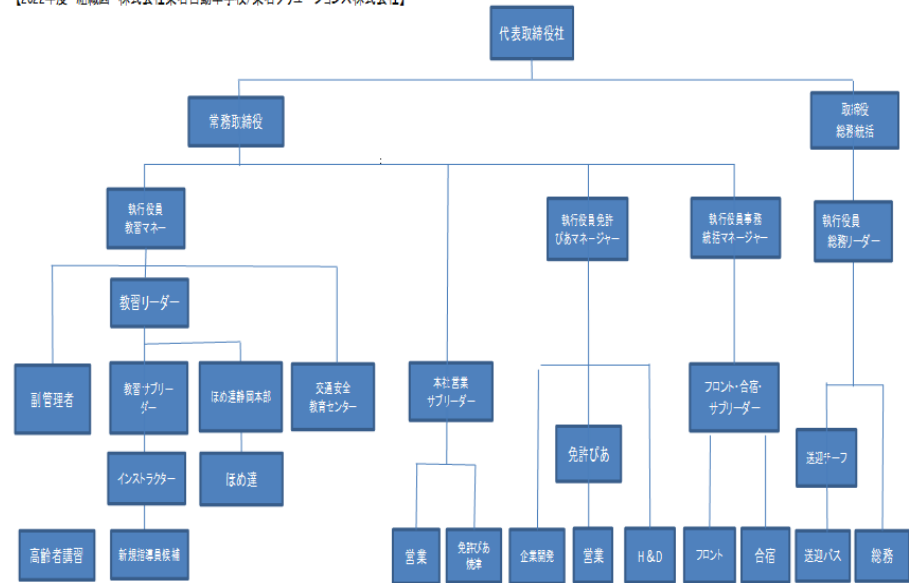 代表取締役社
常務取締役
取締役
総務統括
執行役員
教習マネー
執行役員免許
ぴあマネージャー
執行役員事務
統括マネージャー
執行役員
総務リーダー
教習リーダー
副管理者
教習サブリー
ダー
ほめ達静岡本部
交通安全
教育センター
本社営業
サブリーダー
フロント・合宿・
サブリーダー
免許ぴあ
送迎チーフ
インストラクター
ほめ達
高齢者講習
新規指導員候補
営業
免許ぴあ
焼津
企業開発
営業
H&D
フロント
合宿
送迎バス
総務